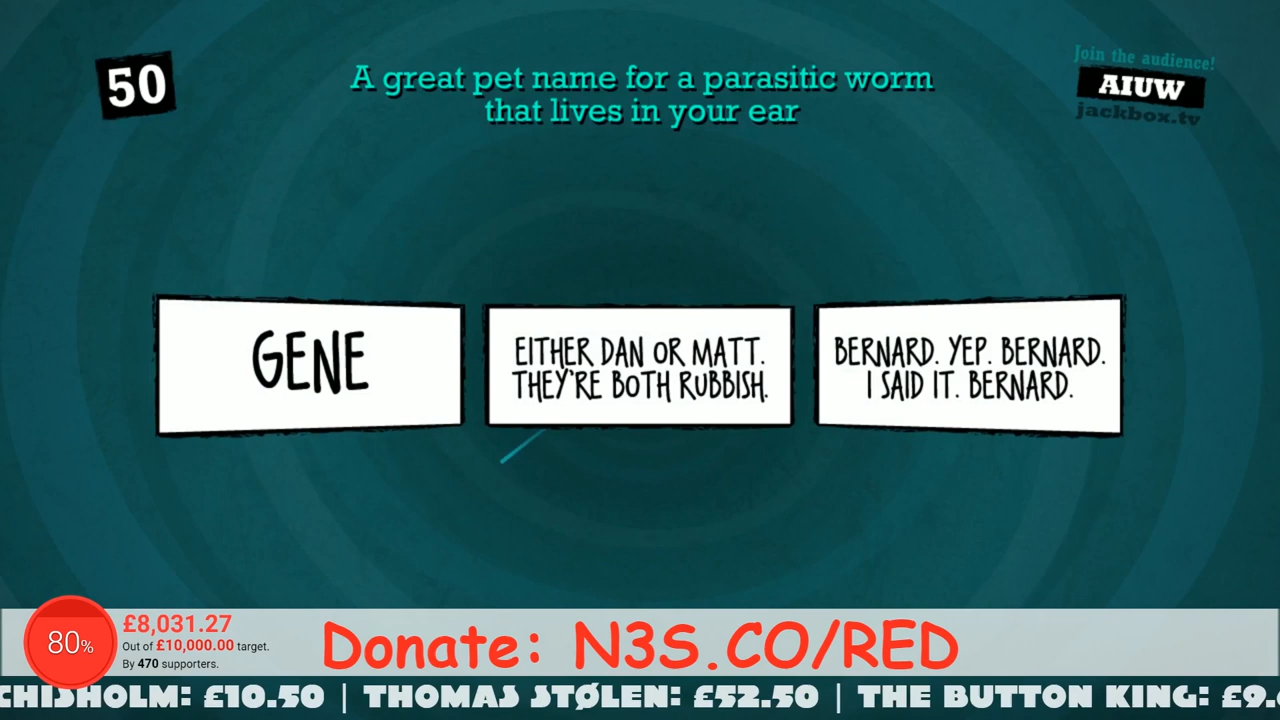 50
A great pet name for a parasitic worm
that lives in your ear
Join the audience!
AIUW
jackbox.tv
GENE
EITHER DAN OR MATT.
THEY'RE BOTH RUBBISH.
BERNARD. YEP. BERNARD.
I SAID IT. BERNARD.
80%
£8,031.27
Out of £10,000.00 target.
By 470 supporters.
Donate: N3S.CO/RED
CHISHOLM: £10.50 | THOMAS STØLEN: £52.50 | THE BUTTON KING: £9.